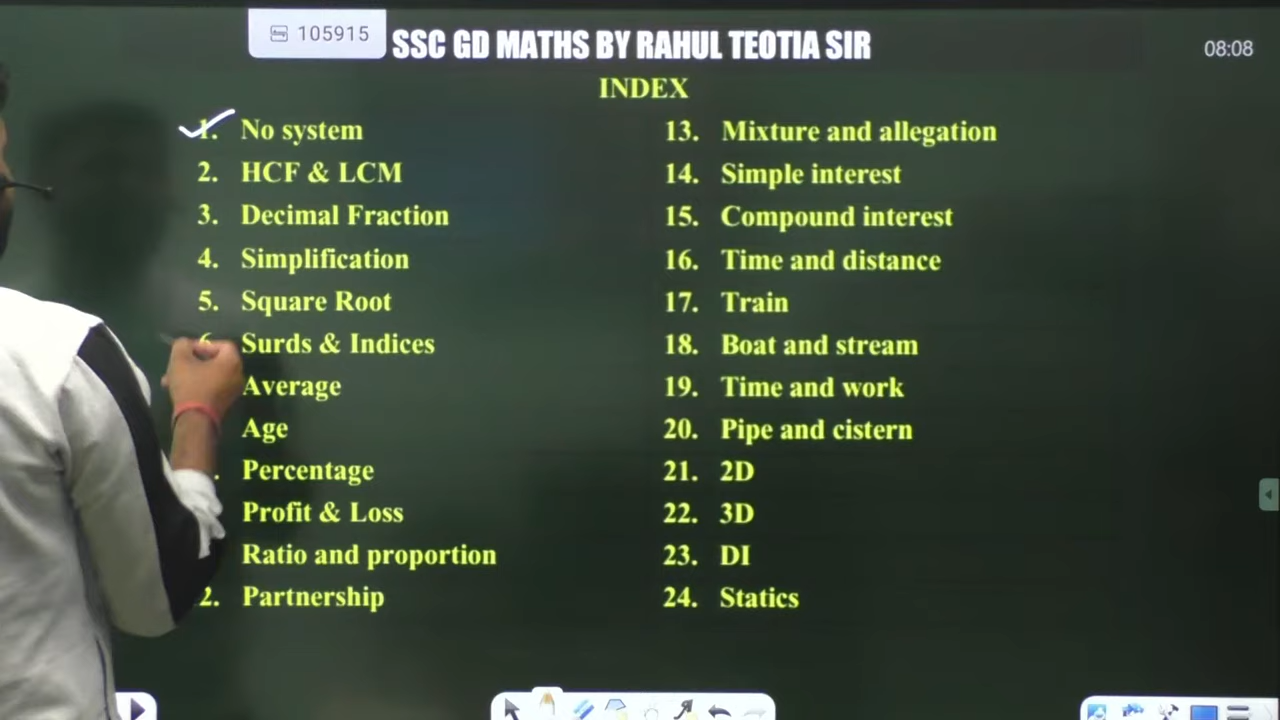 105915
SSC GD MATHS BY RAHUL TEOTIA SIR
08:08
INDEX
1. No system
2. HCF & LCM
3. Decimal Fraction
4. Simplification
5. Square Root
6. Surds & Indices
Average
Age
. Percentage
Profit & Loss
Ratio and proportion
2. Partnership
13. Mixture and allegation
14. Simple interest
15. Compound interest
16. Time and distance
17. Train
18. Boat and stream
19. Time and work
20. Pipe and cistern
21. 2D
22. 3D
23. DI
24. Statics